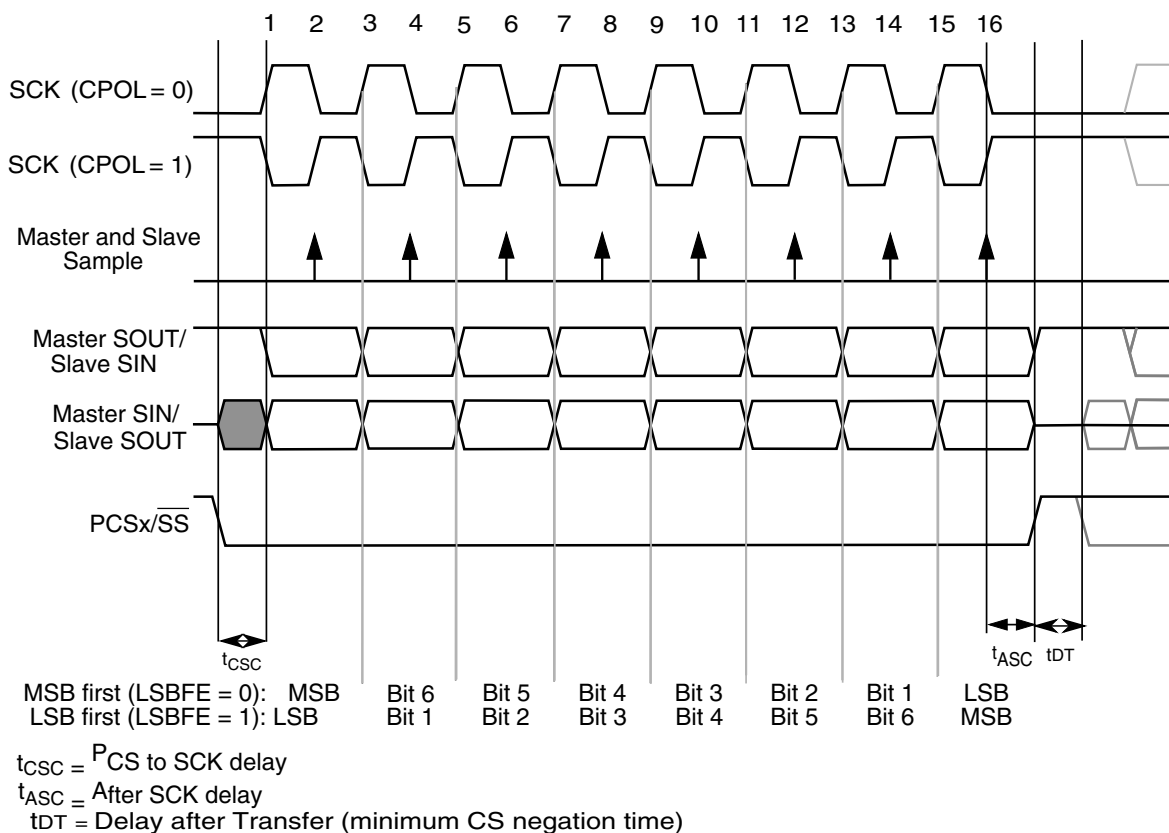 1 2 3 4 5 6 7 8 9 10 11 12 13 14 15 16
SCK (CPOL = 0)
SCK (CPOL = 1)
Master and Slave
Sample
Master SOUT/
Slave SIN
Master SIN/
Slave SOUT
PCSx/SS
tCSC
tASC
tDT
MSB first (LSBFE = 0): MSB Bit 6 Bit 5 Bit 4 Bit 3 Bit 2 Bit 1 LSB
LSB first (LSBFE = 1): LSB Bit 1 Bit 2 Bit 3 Bit 4 Bit 5 Bit 6 MSB
tCSC = PCS to SCK delay
tASC = After SCK delay
tDT = Delay after Transfer (minimum CS negation time)